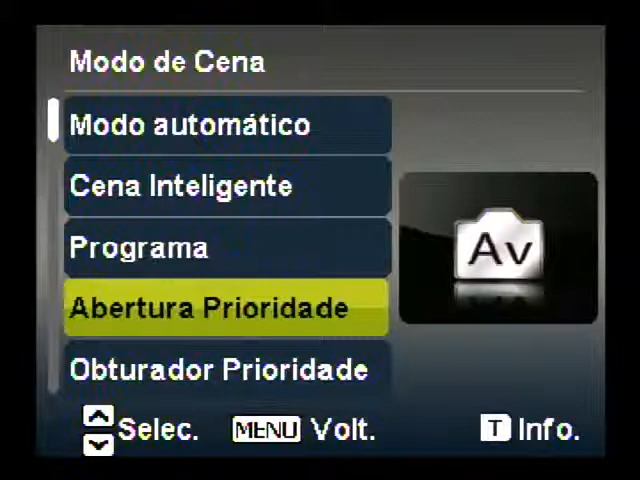 Modo de Cena
Modo automático
Cena Inteligente
Programa
Av
Abertura Prioridade
Obturador Prioridade
Selec. MENU Volt. T Info.